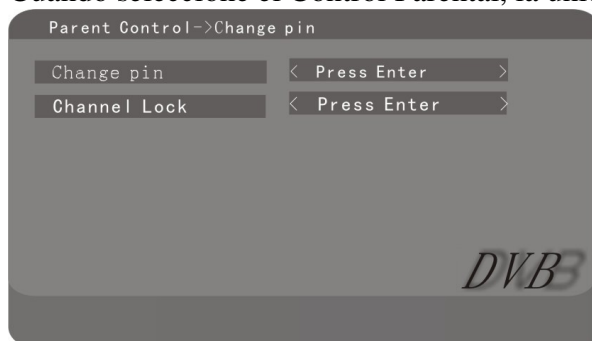 Parent Control->Change pin
Change pin < Press Enter >
Channel Lock < Press Enter >
DVB